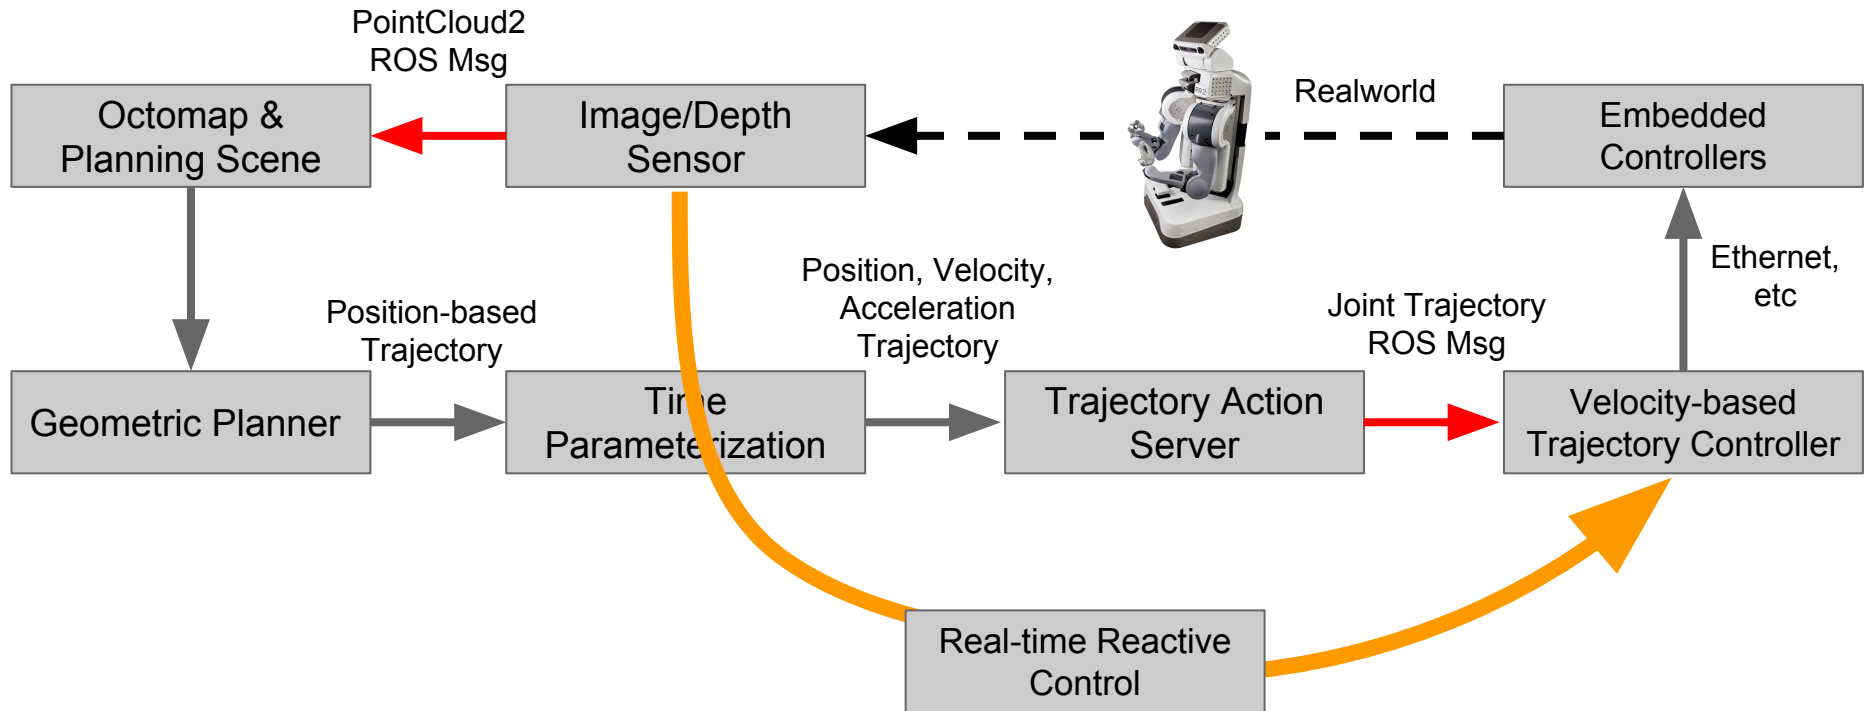 PointCloud2
ROS Msg
Octomap &
Planning Scene
Image/Depth
Sensor
Realworld
Embedded
Controllers
PR2
Position-based
Trajectory
Position, Velocity,
Acceleration
Trajectory
Joint Trajectory
ROS Msg
Ethernet,
etc
Geometric Planner
Time
Parameterization
Trajectory Action
Server
Velocity-based
Trajectory Controller
Real-time Reactive
Control